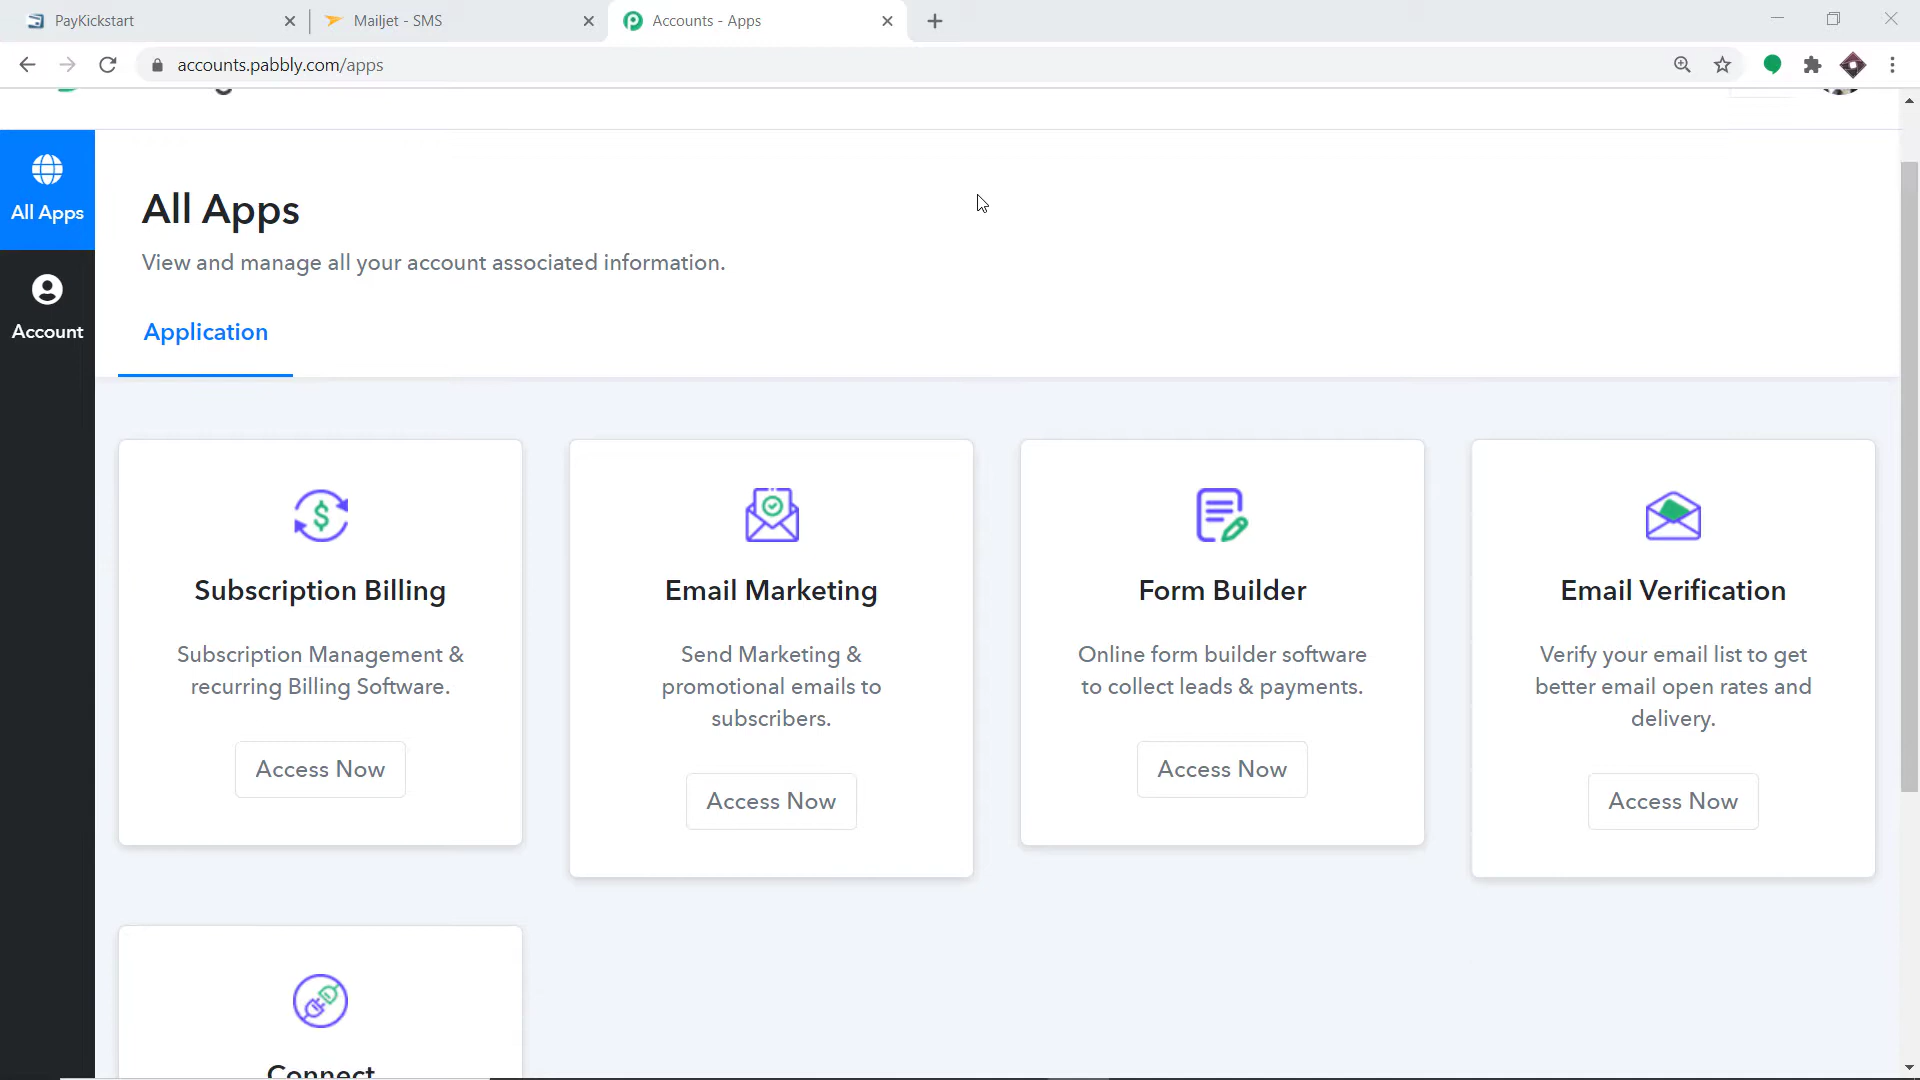 PayKickstart
Mailjet - SMS
Accounts - Apps
accounts.pabbly.com/apps
All Apps
Account
All Apps
View and manage all your account associated information.
Application
Subscription Billing
Subscription Management &
recurring Billing Software.
Access Now
Email Marketing
Send Marketing &
promotional emails to
subscribers.
Access Now
Form Builder
Online form builder software
to collect leads & payments.
Access Now
Email Verification
Verify your email list to get
better email open rates and
delivery.
Access Now
Connect